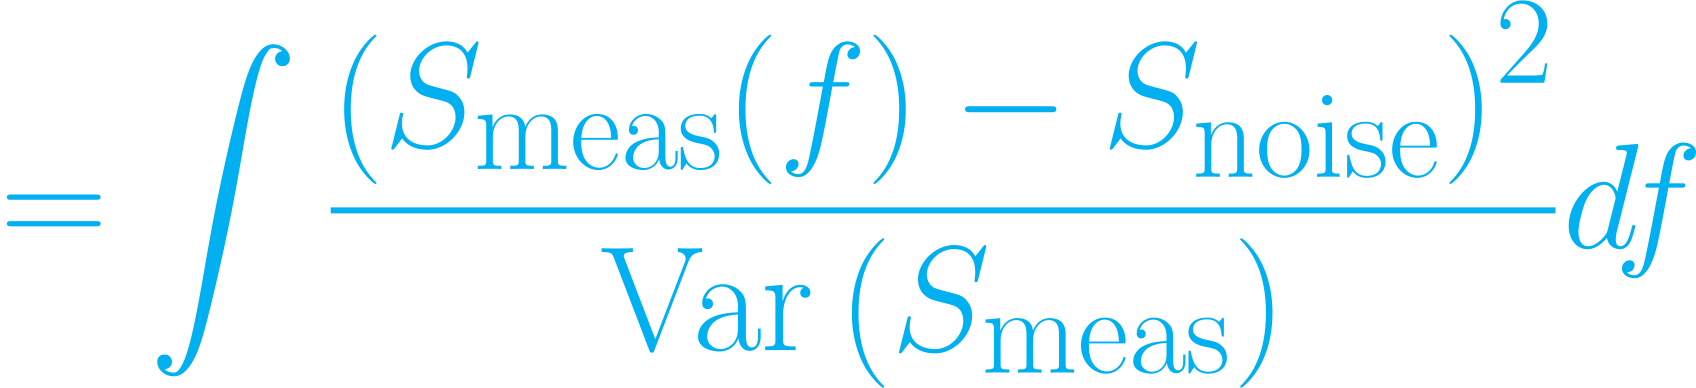 = ∫ (S_meas(f) − S_noise)² / Var (S_meas) df